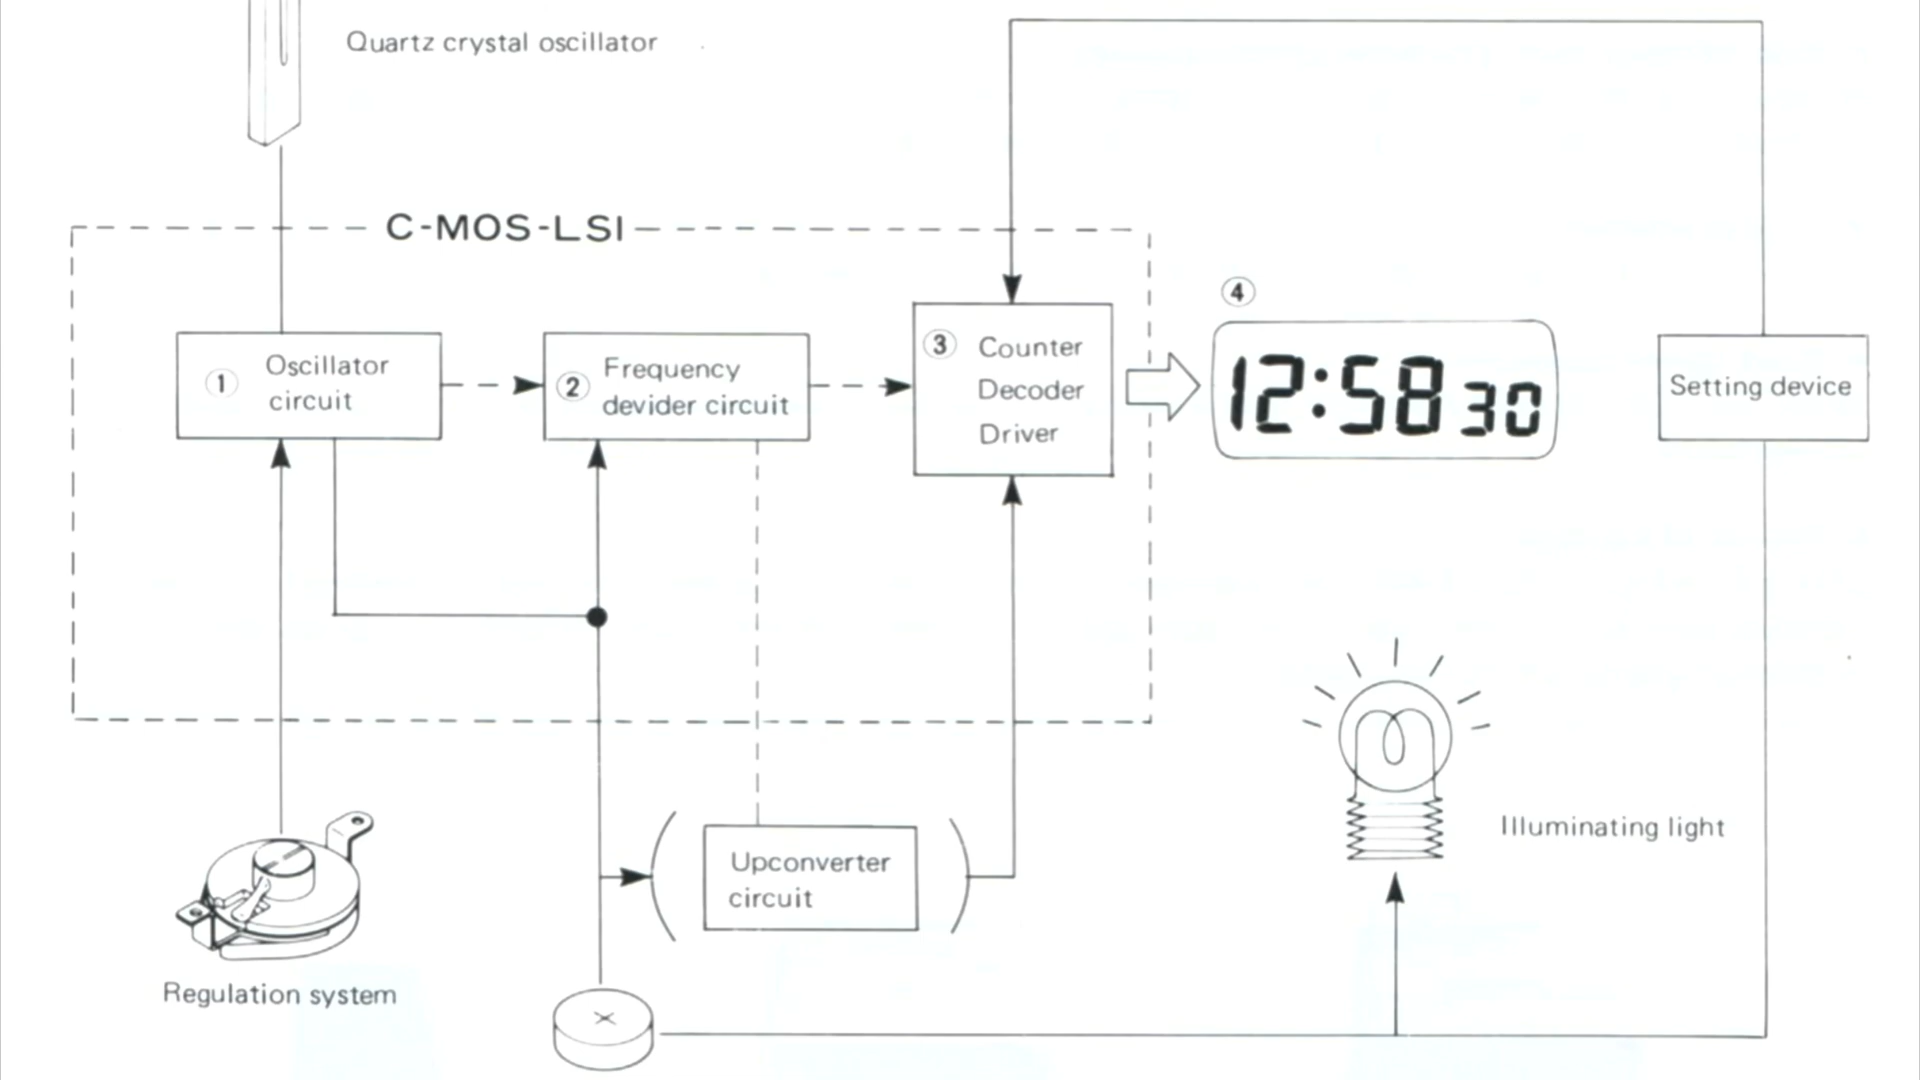 Quartz crystal oscillator
C-MOS-LSI
① Oscillator
circuit
② Frequency
devider circuit
③ Counter
Decoder
Driver
④
12:58 30
Setting device
Upconverter
circuit
Illuminating light
Regulation system